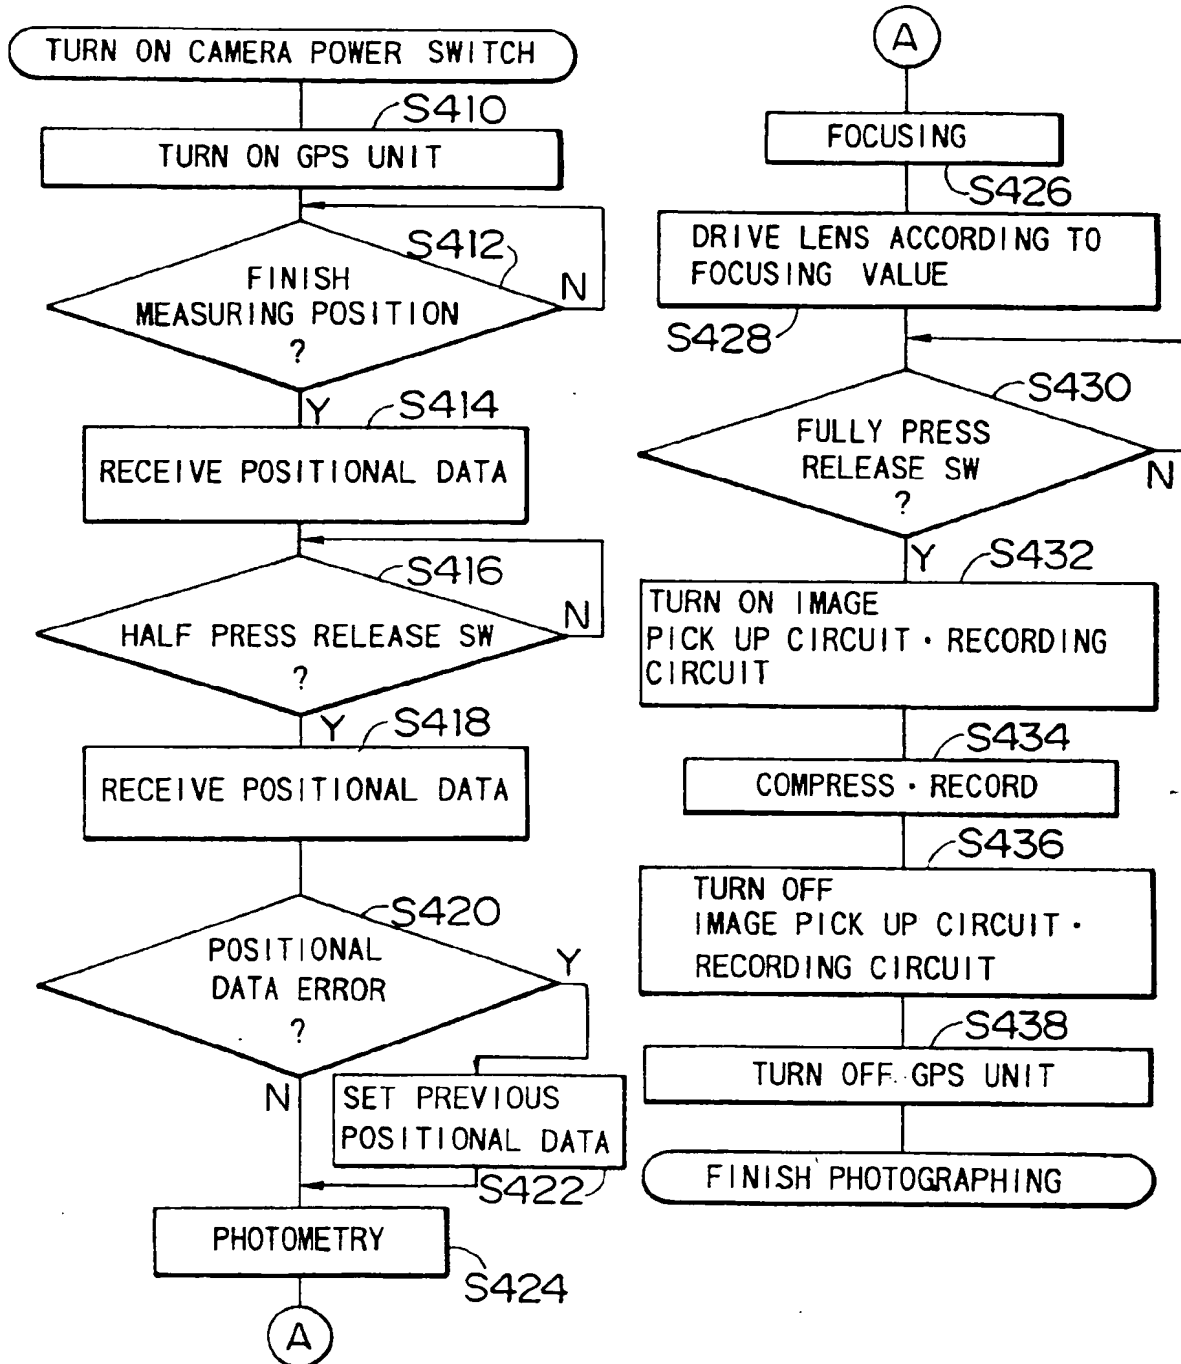 TURN ON CAMERA POWER SWITCH
S410
TURN ON GPS UNIT
S412
FINISH
MEASURING POSITION
?
N
Y
S414
RECEIVE POSITIONAL DATA
S416
HALF PRESS RELEASE SW
?
N
Y
S418
RECEIVE POSITIONAL DATA
S420
POSITIONAL
DATA ERROR
?
Y
N
SET PREVIOUS
POSITIONAL DATA
S422
PHOTOMETRY
S424
A
A
FOCUSING
S426
DRIVE LENS ACCORDING TO
FOCUSING VALUE
S428
S430
FULLY PRESS
RELEASE SW
?
N
Y
S432
TURN ON IMAGE
PICK UP CIRCUIT・RECORDING
CIRCUIT
S434
COMPRESS・RECORD
S436
TURN OFF
IMAGE PICK UP CIRCUIT・
RECORDING CIRCUIT
S438
TURN OFF GPS UNIT
FINISH PHOTOGRAPHING